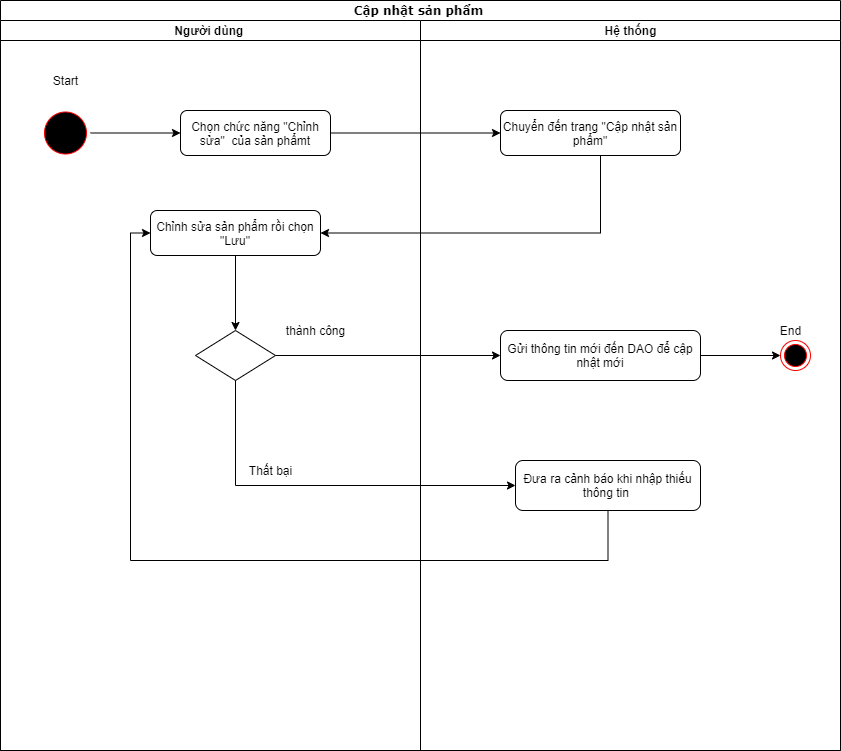 Cập nhật sản phẩm
Người dùng
Hệ thống
Start
Chọn chức năng "Chỉnh
sửa" của sản phẩmt
Chuyển đến trang "Cập nhật sản
phẩm"
Chỉnh sửa sản phẩm rồi chọn
"Lưu"
thành công
Gửi thông tin mới đến DAO để cập
nhật mới
End
Thất bại
Đưa ra cảnh báo khi nhập thiếu
thông tin